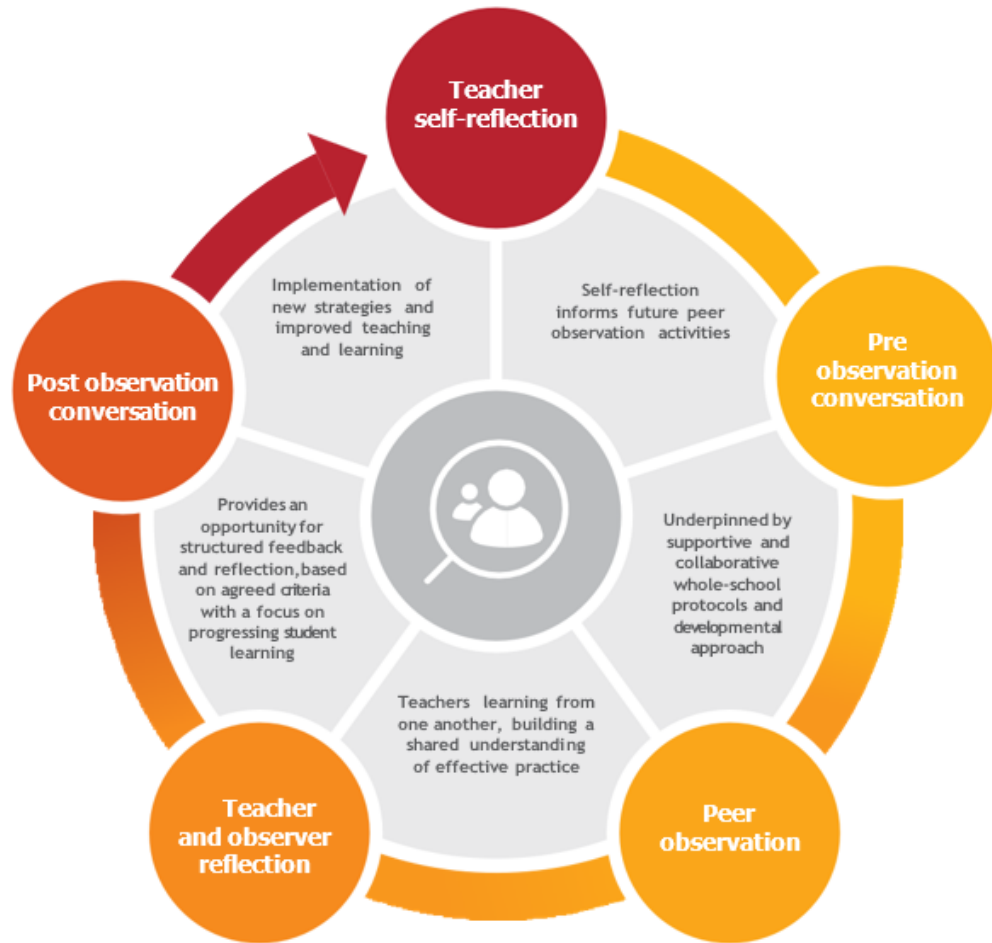 Teacher
self-reflection
Self-reflection
informs future peer
observation activities
Pre
observation
conversation
Underpinned by
supportive and
collaborative
whole-school
protocols and
developmental
approach
Peer
observation
Teachers learning from
one another, building a
shared understanding
of effective practice
Teacher
and observer
reflection
Provides an
opportunity for
structured feedback
and reflection,based
on agreed criteria
with a focus on
progressing student
learning
Post observation
conversation
Implementation of
new strategies and
improved teaching
and learning